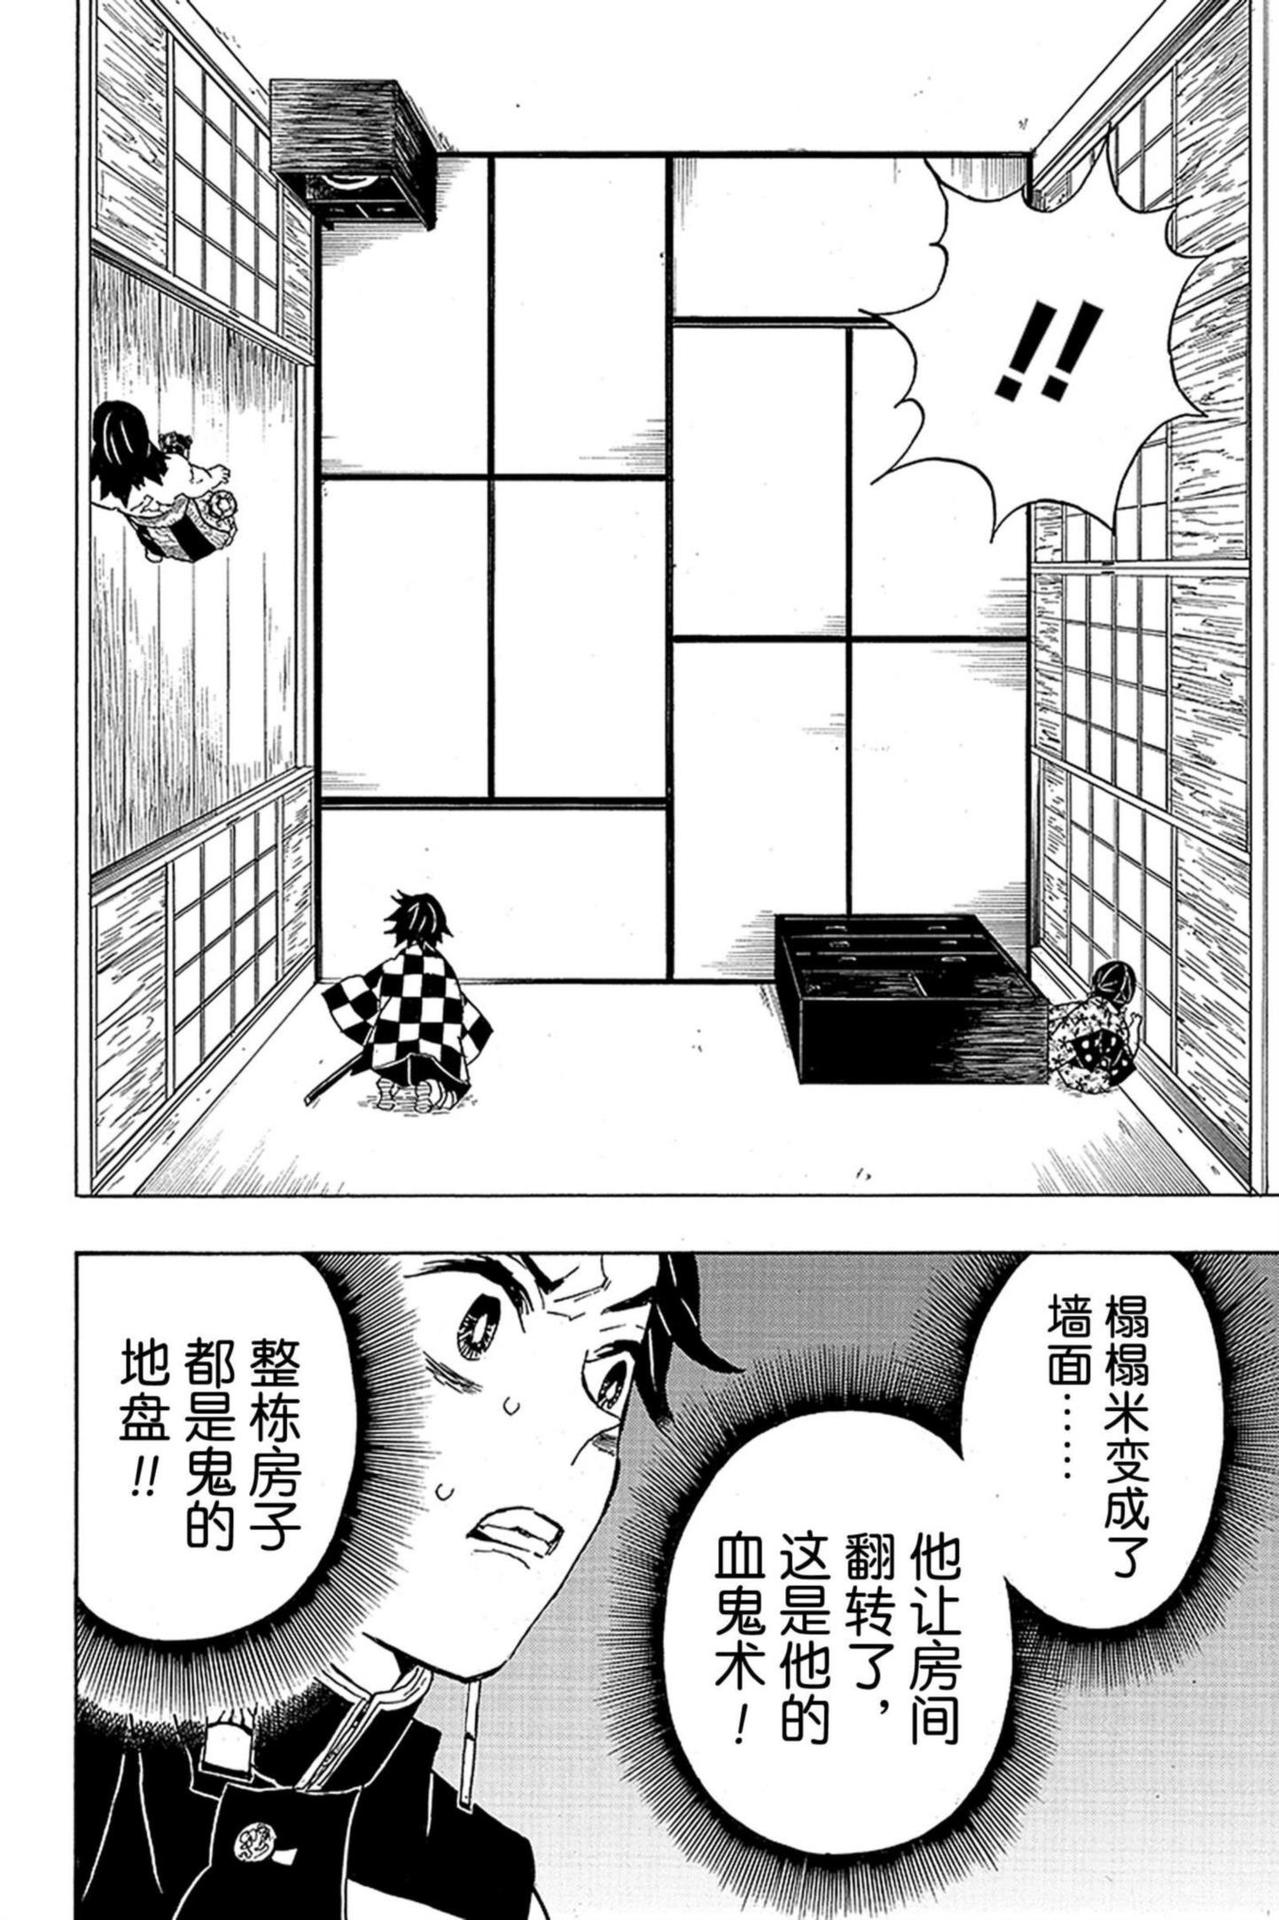 !!
榻榻米变成了
墙面……
他让房间
翻转了，
这是他的
血鬼术！
整栋房子
都是鬼的
地盘!!